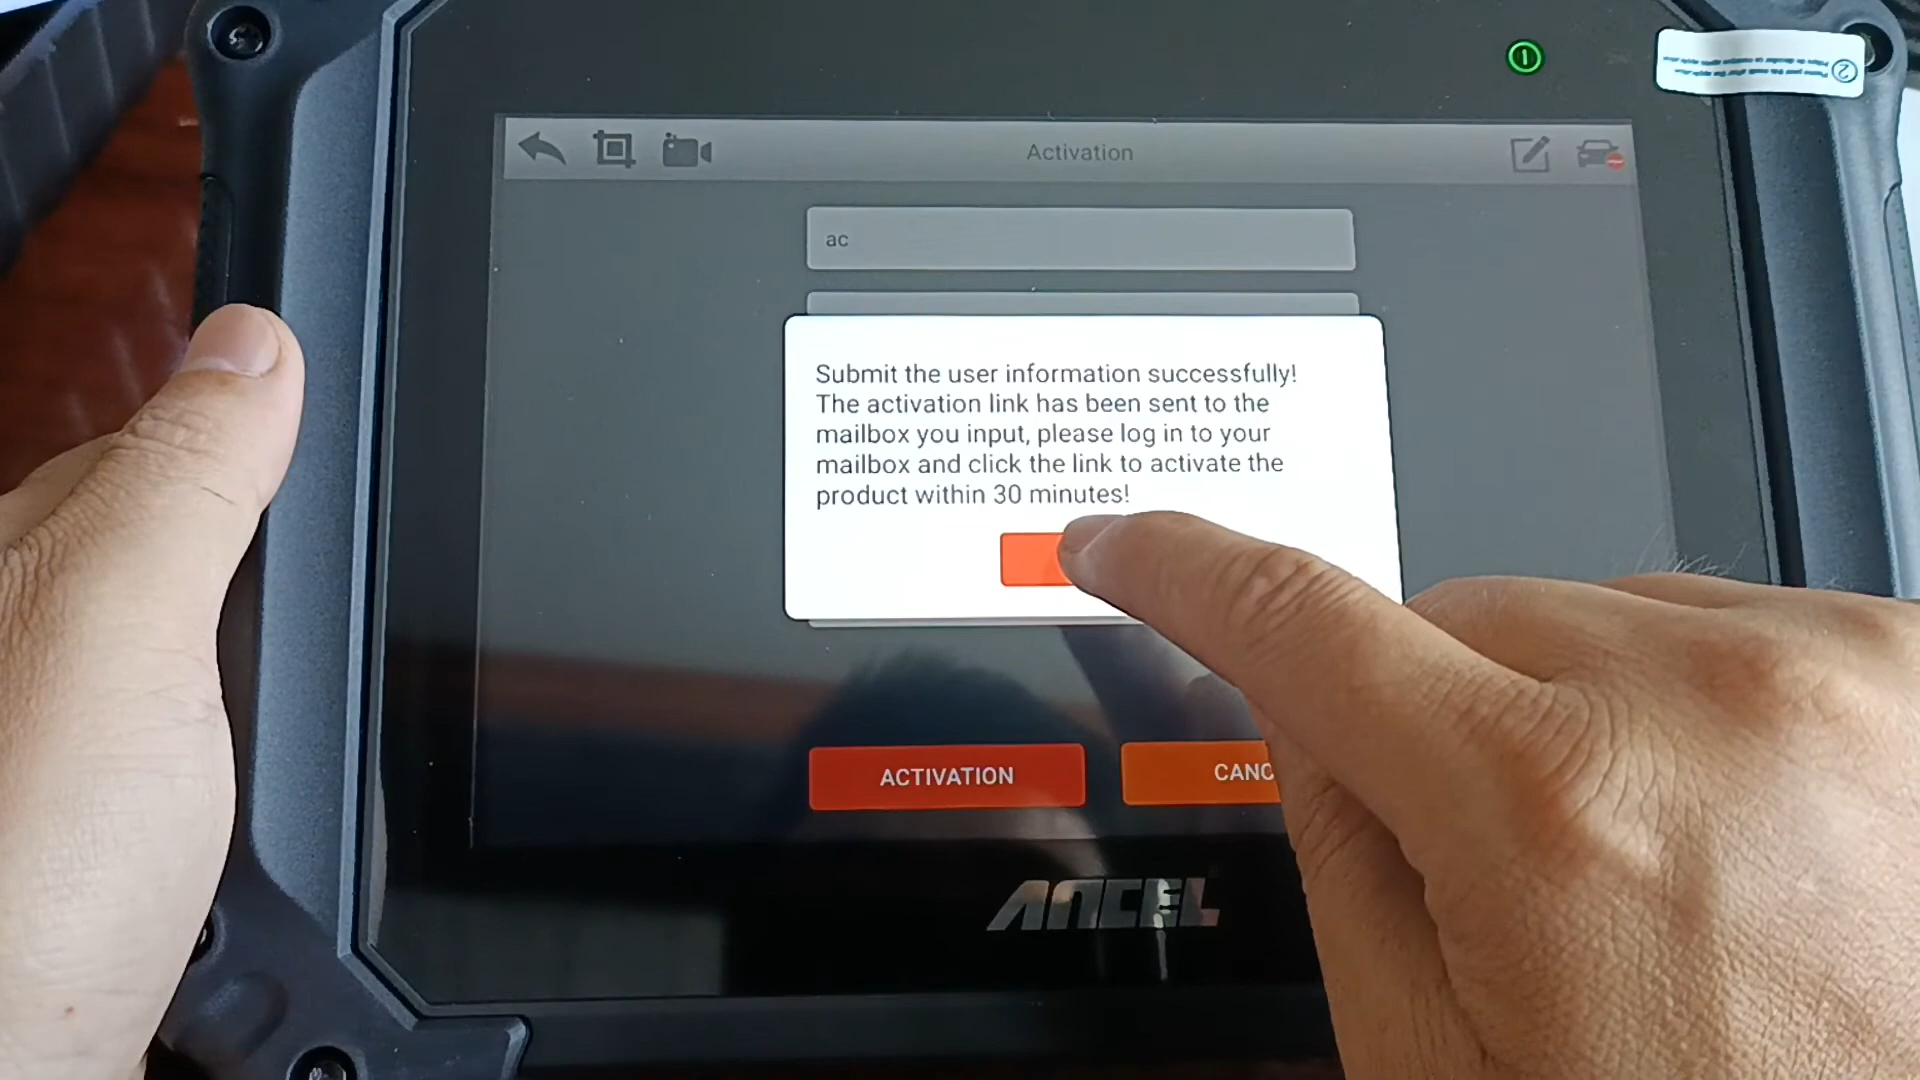 Activation
ac
Submit the user information successfully!
The activation link has been sent to the
mailbox you input, please log in to your
mailbox and click the link to activate the
product within 30 minutes!
ACTIVATION
CANC
ANCEL